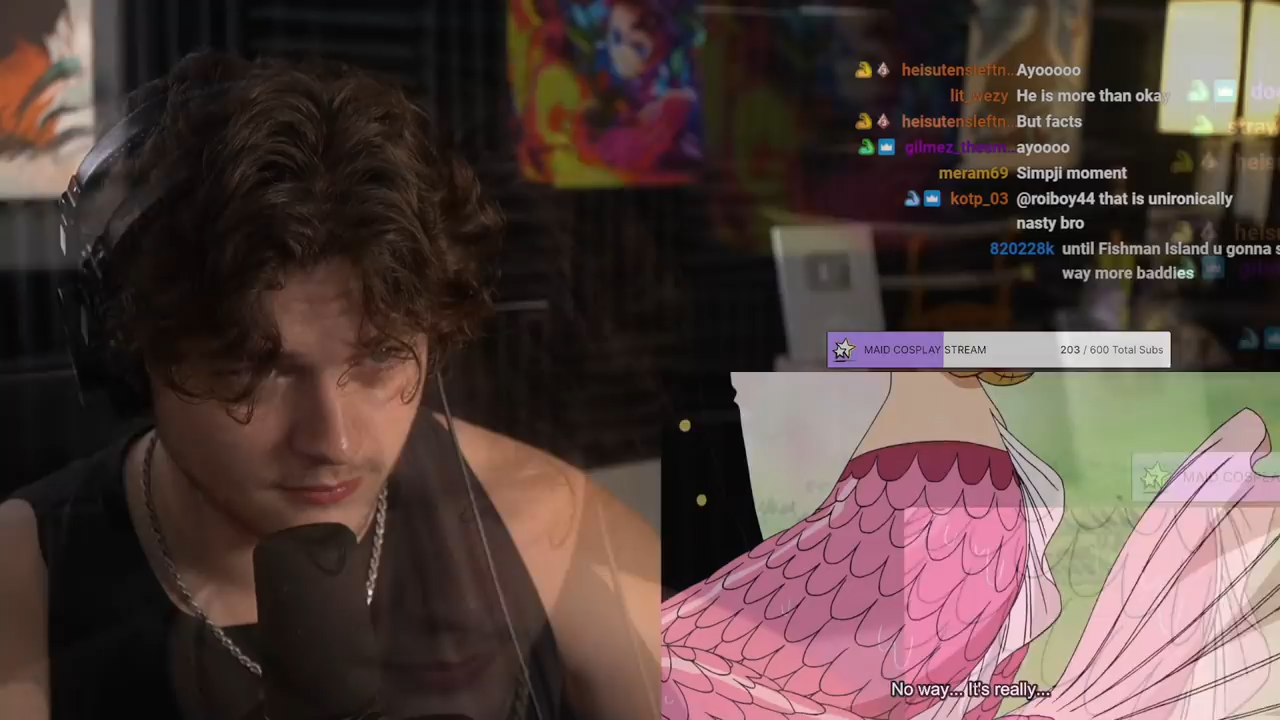 heisutensleftn.. Ayooooo
lit_vezy He is more than okay
heisutensleftn.. But facts
gilmez_thesm.. ayoooo
meram69 Simpji moment
kotp_03 @roiboy44 that is unironically
nasty bro
820228k until Fishman Island u gonna s
way more baddies
MAID COSPLAY STREAM 203 / 600 Total Subs
No way... It's really...